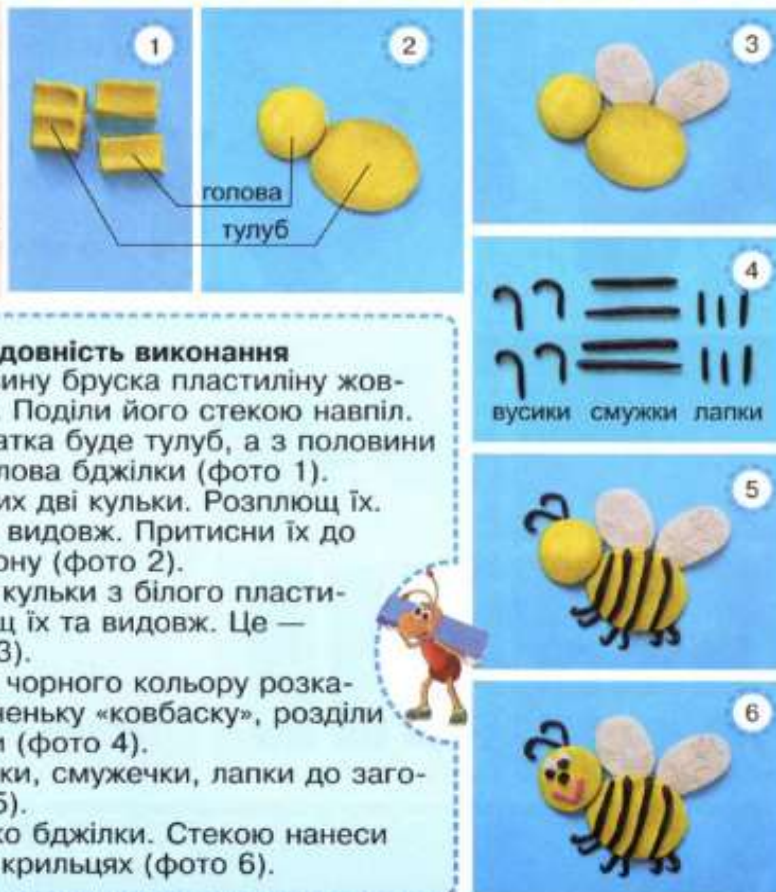 1
2
3
голова
тулуб
4
вусики смужки лапки
5
6
довність виконання
вину бруска пластиліну жов-
. Поділи його стекою навпіл.
атка буде тулуб, а з половини
лова бджілки (фото 1).
их дві кульки. Розплющ їх.
видовж. Притисни їх до
ону (фото 2).
кульки з білого пласти-
щ їх та видовж. Це —
3).
чорного кольору розка-
неньку «ковбаску», розділи
и (фото 4).
ки, смужечки, лапки до заго-
5).
ко бджілки. Стекою нанеси
крильцях (фото 6).